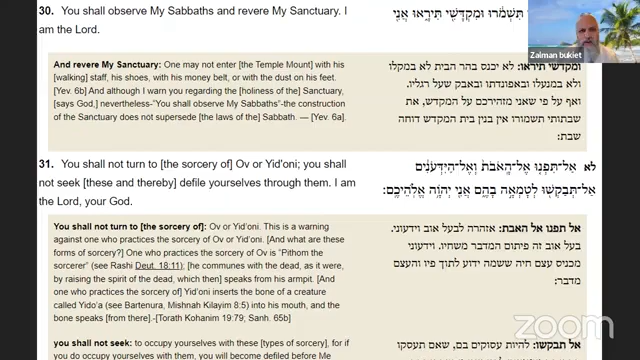 30. You shall observe My Sabbaths and revere My Sanctuary. I
am the Lord.
תִּשְׁמֹ֔רוּ וּמִקְדָּשִׁ֖י תִּירָ֑אוּ אֲנִ֖י
And revere My Sanctuary: One may not enter [the Temple Mount] with his
[walking] staff, his shoes, with his money belt, or with the dust on his feet.
[Yev. 6b] And although I warn you regarding the [holiness of the] Sanctuary,
[says God,] nevertheless-"You shall observe My Sabbaths"-the construction
of the Sanctuary does not supersede [the laws of the] Sabbath. — [Yev. 6a].
ומקדשי תיראו: לא יכנס בהר הבית לא במקלו
ולא במנעלו ובאפונדתו ובאבק שעל רגליו.
ואף על פי שאני מזהירכם על המקדש, את
שבתותי תשמורו אין בנין בית המקדש דוחה
שבת:
31. You shall not turn to [the sorcery of] Ov or Yid'oni; you shall
not seek [these and thereby] defile yourselves through them. I am
the Lord, your God.
לא אַל־תִּפְנ֤וּ אֶל־הָֽאֹבֹת֙ וְאֶל־הַיִּדְּעֹנִ֔ים
אַל־תְּבַקְשׁ֖וּ לְטָמְאָ֣ה בָהֶ֑ם אֲנִ֖י יְהֹוָ֥ה אֱלֹֽהֵיכֶֽם:
You shall not turn to [the sorcery of]: Ov or Yid'oni. This is a warning
against one who practices the sorcery of Ov or Yid'oni. [And what are these
forms of sorcery?] One who practices the sorcery of Ov is "Pithom the
sorcerer" (see Rashi Deut. 18:11); [he communes with the dead, as it were,
by raising the spirit of the dead, which then] speaks from his armpit. [And
one who practices the sorcery of] Yid'oni inserts the bone of a creature
called Yido'a (see Bartenura, Mishnah Kilayim 8:5) into his mouth, and the
bone speaks [from there].-[Torath Kohanim 19:79, Sanh. 65b]
אל תפנו אל האבת: אזהרה לבעל אוב וידעוני.
בעל אוב זה פיתום המדבר משחיו. וידעוני
מכניס עצם חיה ששמה ידוע לתוך פיו והעצם
מדבר:
you shall not seek: to occupy yourselves with these [types of sorcery], for if
you do occupy yourselves with them, you will become defiled before Me
אל תבקשו: להיות עסוקים בם, שאם תעסקו
Zalman bukiet
zoom